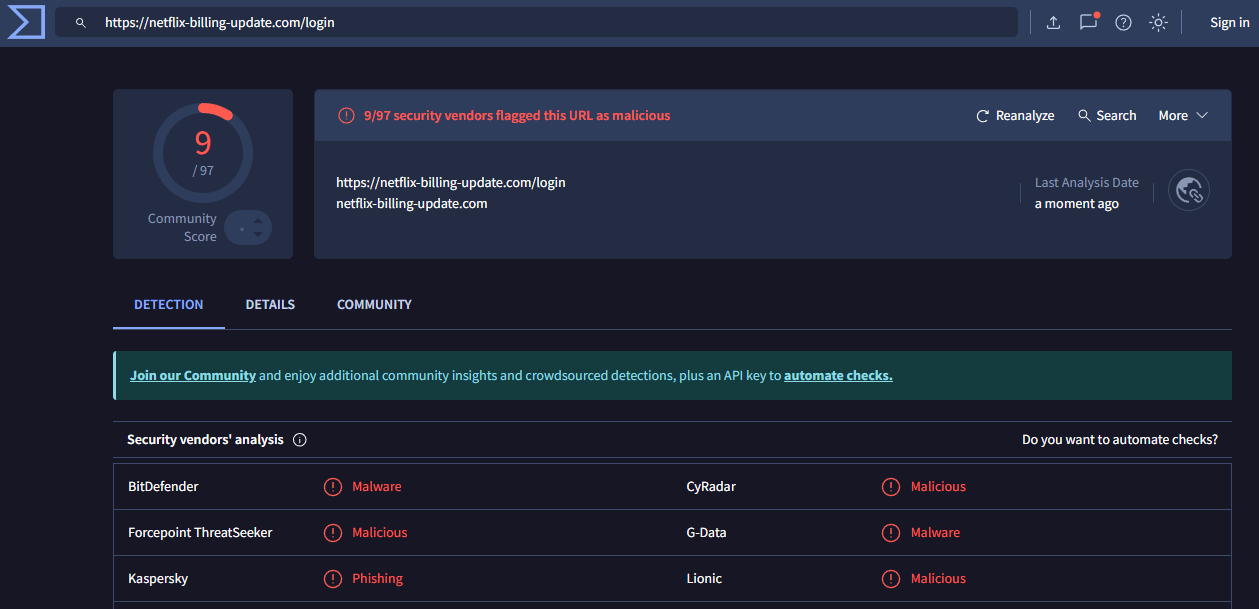 https://netflix-billing-update.com/login
Sign in
9
/ 97
Community
Score
9/97 security vendors flagged this URL as malicious
Reanalyze
Search
More
https://netflix-billing-update.com/login
netflix-billing-update.com
Last Analysis Date
a moment ago
DETECTION
DETAILS
COMMUNITY
Join our Community and enjoy additional community insights and crowdsourced detections, plus an API key to automate checks.
Security vendors' analysis
Do you want to automate checks?
BitDefender
Malware
CyRadar
Malicious
Forcepoint ThreatSeeker
Malicious
G-Data
Malware
Kaspersky
Phishing
Lionic
Malicious